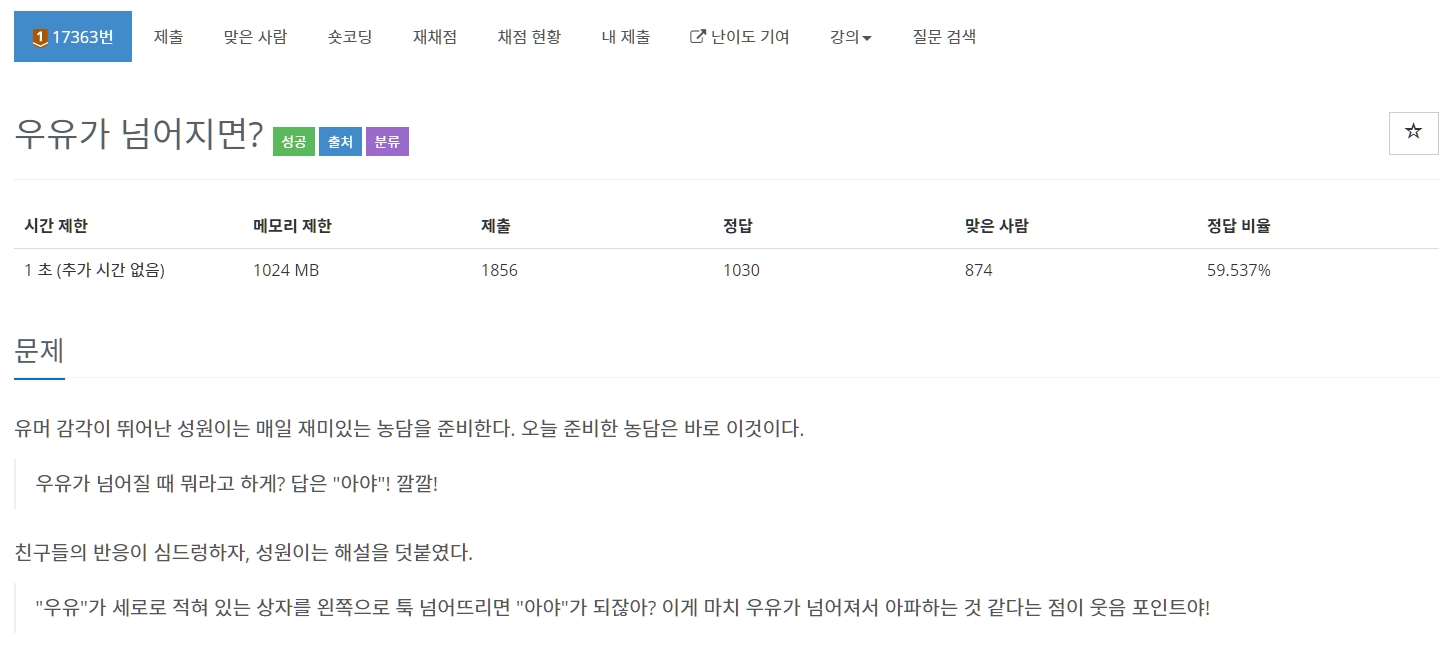 1 17363번 제출 맞은 사람 숏코딩 재채점 채점 현황 내 제출 난이도 기여 강의 질문 검색
우유가 넘어지면? 성공 출처 분류
시간 제한 메모리 제한 제출 정답 맞은 사람 정답 비율
1 초 (추가 시간 없음) 1024 MB 1856 1030 874 59.537%
문제
유머 감각이 뛰어난 성원이는 매일 재미있는 농담을 준비한다. 오늘 준비한 농담은 바로 이것이다.
우유가 넘어질 때 뭐라고 하게? 답은 "아야"! 깔깔!
친구들의 반응이 심드렁하자, 성원이는 해설을 덧붙였다.
"우유"가 세로로 적혀 있는 상자를 왼쪽으로 툭 넘어뜨리면 "아야"가 되잖아? 이게 마치 우유가 넘어져서 아파하는 것 같다는 점이 웃음 포인트야!